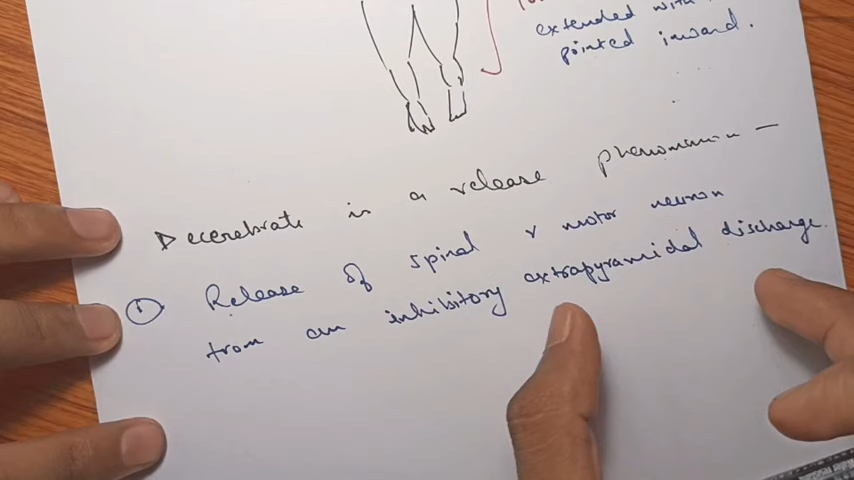 extended with
pointed inward.
Decerebrate is a release phenomenon —
① Release of spinal γ motor neuron
from an inhibitory extrapyramidal discharge.